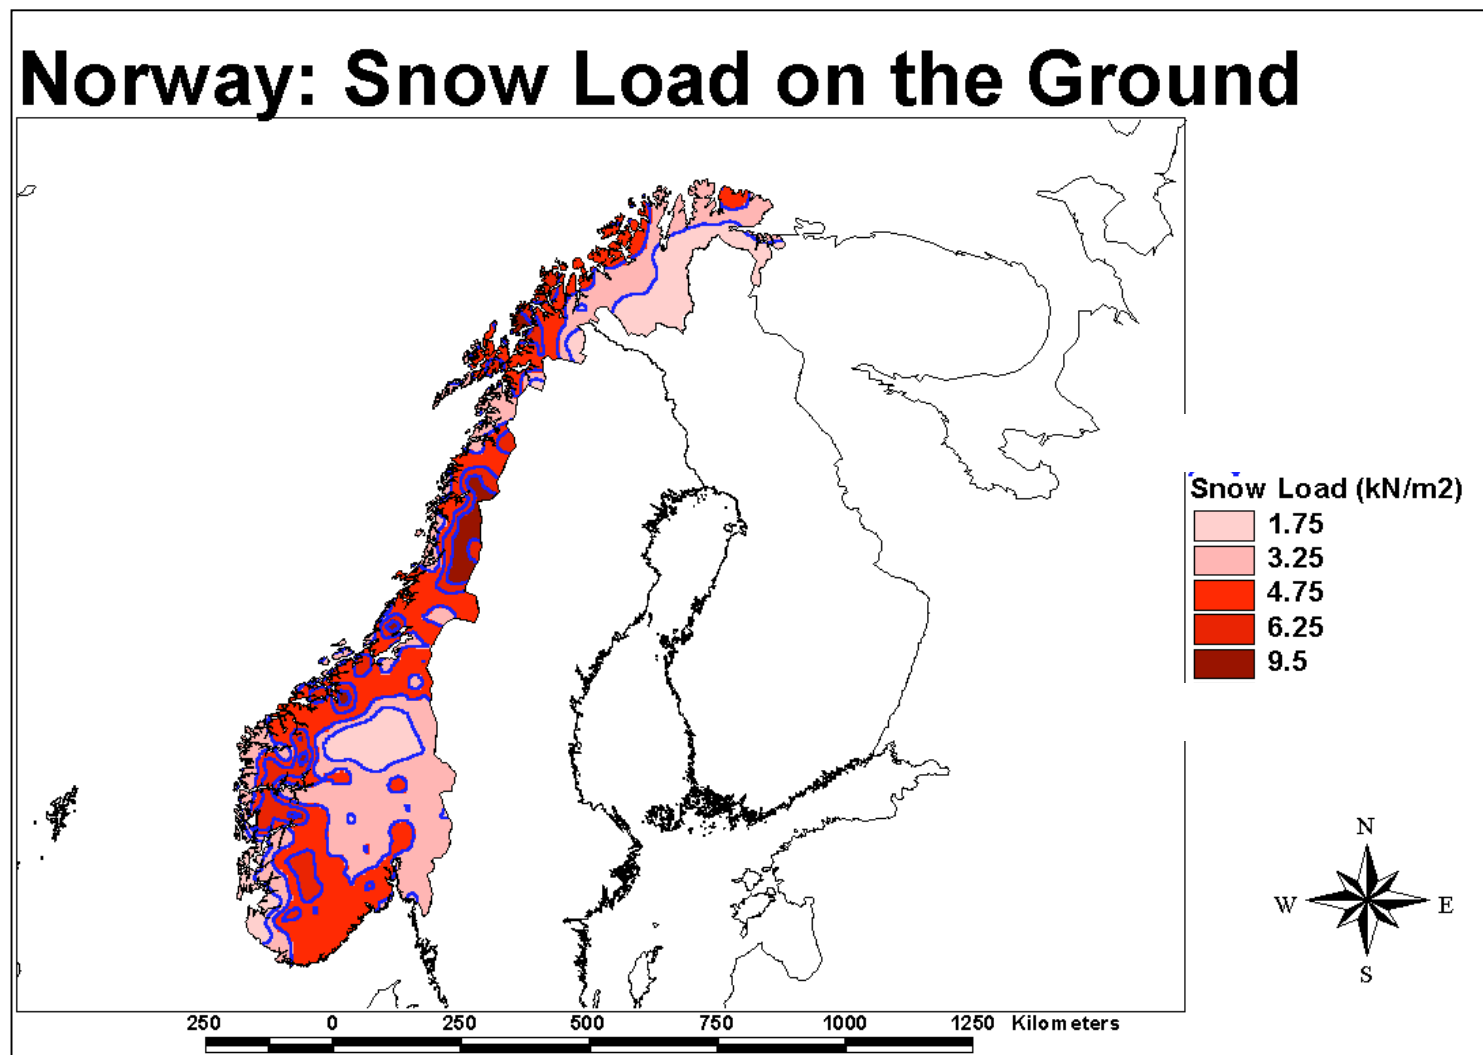 Norway: Snow Load on the Ground
Snow Load (kN/m2)
1.75
3.25
4.75
6.25
9.5
N
W E
S
250 0 250 500 750 1000 1250 Kilometers